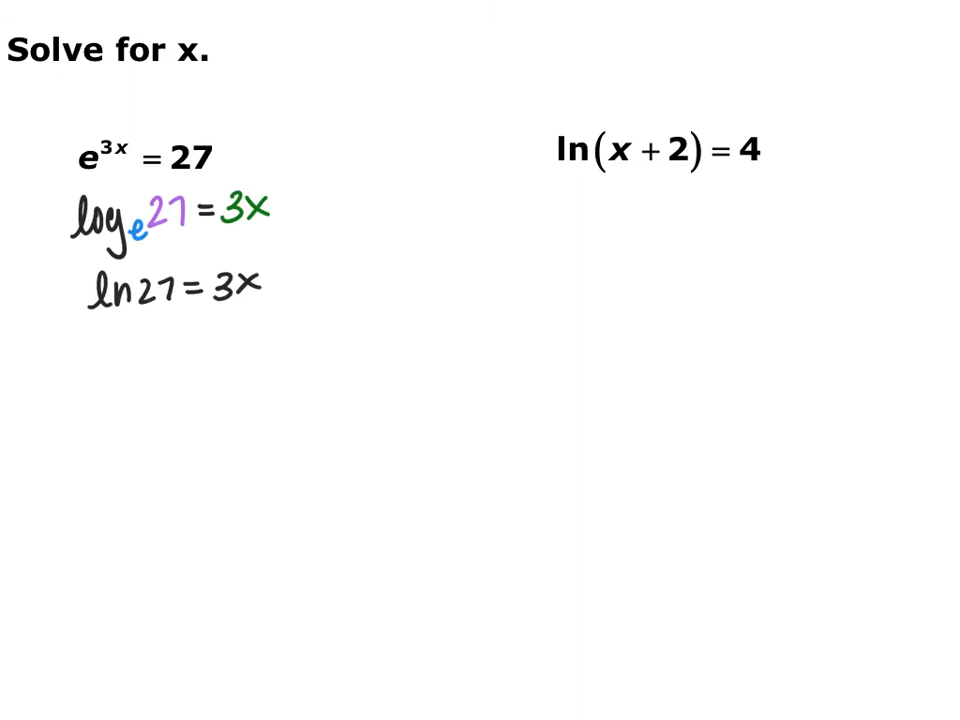 Solve for x.
e^{3x} = 27
log_e 27 = 3x
ln 27 = 3x
ln(x + 2) = 4